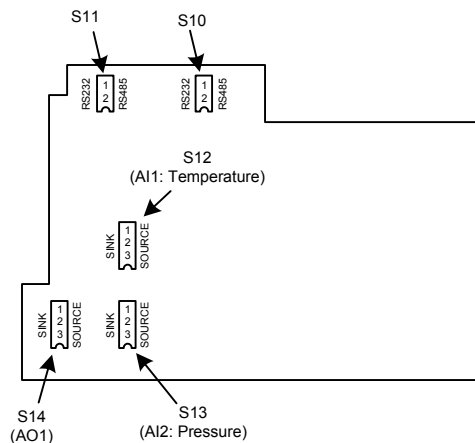 S11
S10
RS232
1
2
RS485
RS232
1
2
RS485
S12
(AI1: Temperature)
SINK
1
2
3
SOURCE
SINK
1
2
3
SOURCE
SINK
1
2
3
SOURCE
S14
(AO1)
S13
(AI2: Pressure)